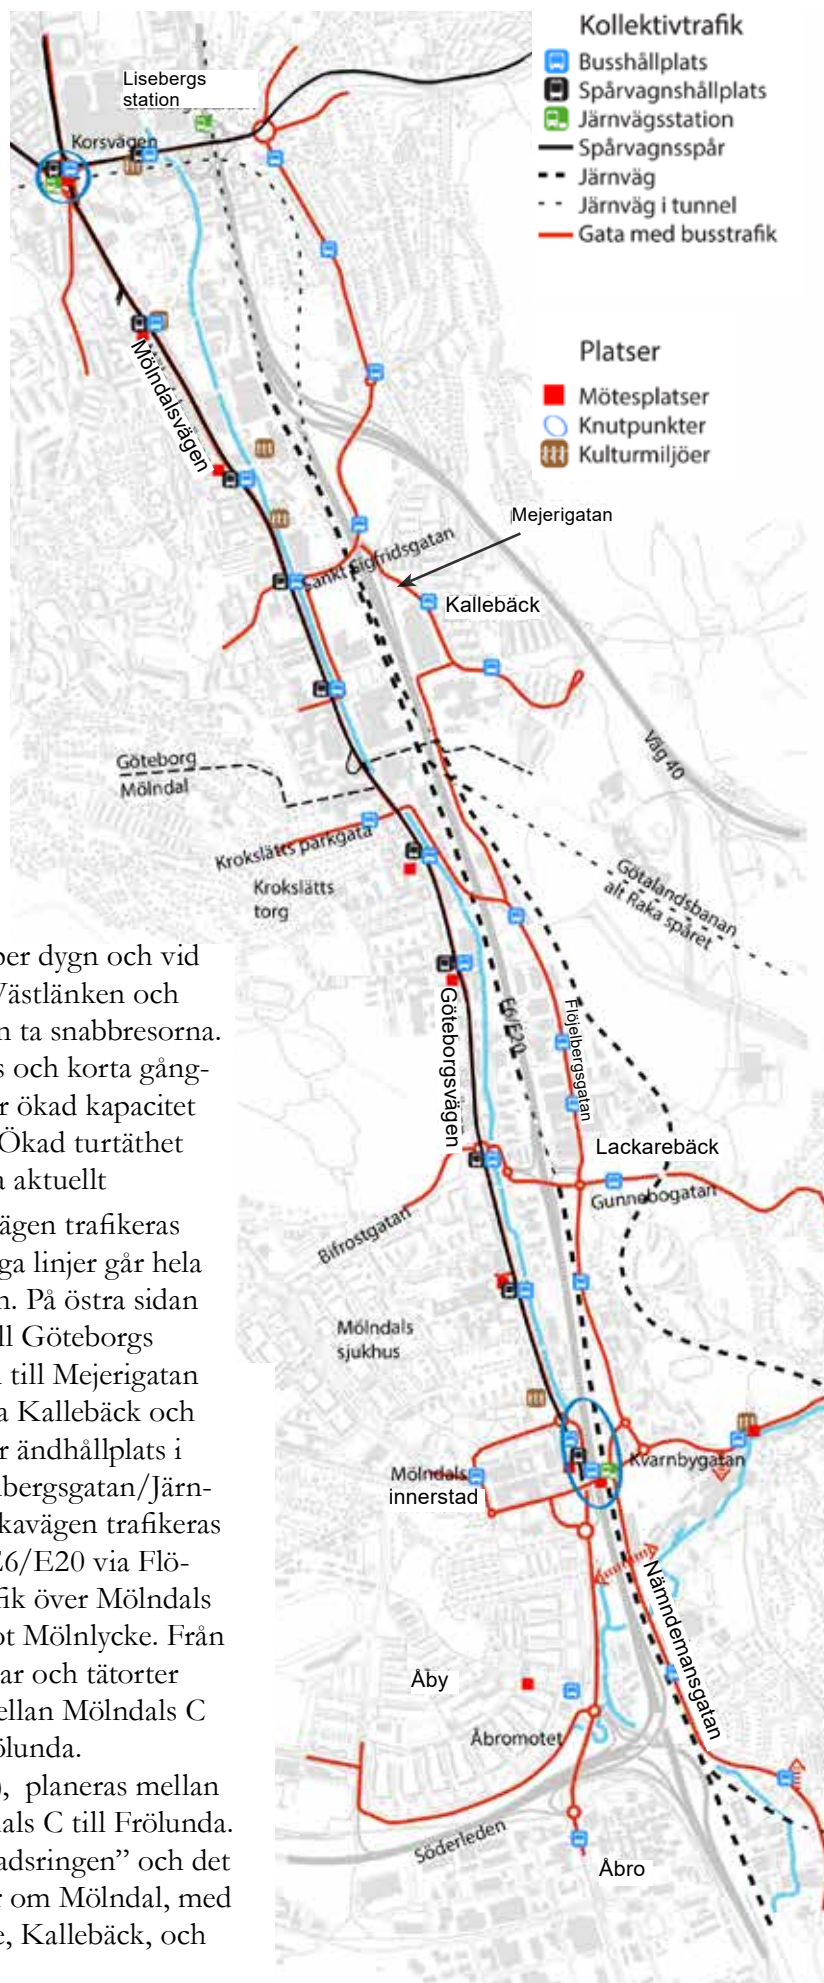 Kollektivtrafik
Busshållplats
Spårvagnshållplats
Järnvägsstation
Spårvagnsspår
Järnväg
Järnväg i tunnel
Gata med busstrafik
Platser
Mötesplatser
Knutpunkter
Kulturmiljöer
Lisebergs
station
Korsvägen
Mölndalsvägen
Mejerigatan
Sankt Sigfridsgatan
Kallebäck
Väg 40
Göteborg
Mölndal
Krokslätts parkgata
Krokslätts
torg
Götalandsbanan
alt Raka spåret
E6/E20
Göteborgsvägen
Flöjelbergsgatan
Lackarebäck
Gunnebogatan
Bifrostgatan
Mölndals
sjukhus
Kvarnbygatan
Mölndals
innerstad
Nämndemansgatan
Åby
Åbromotet
Söderleden
Åbro
per dygn och vid
Västlänken och
n ta snabbresorna.
s och korta gång-
r ökad kapacitet
Ökad turtäthet
a aktuellt
ägen trafikeras
ga linjer går hela
n. På östra sidan
ll Göteborgs
till Mejerigatan
a Kallebäck och
r ändhållplats i
lbergsgatan/Järn-
kavägen trafikeras
E6/E20 via Flö-
fik över Mölndals
ot Mölnlycke. Från
ar och tätorter
ellan Mölndals C
ölunda.
), planeras mellan
als C till Frölunda.
adsringen” och det
r om Mölndal, med
e, Kallebäck, och